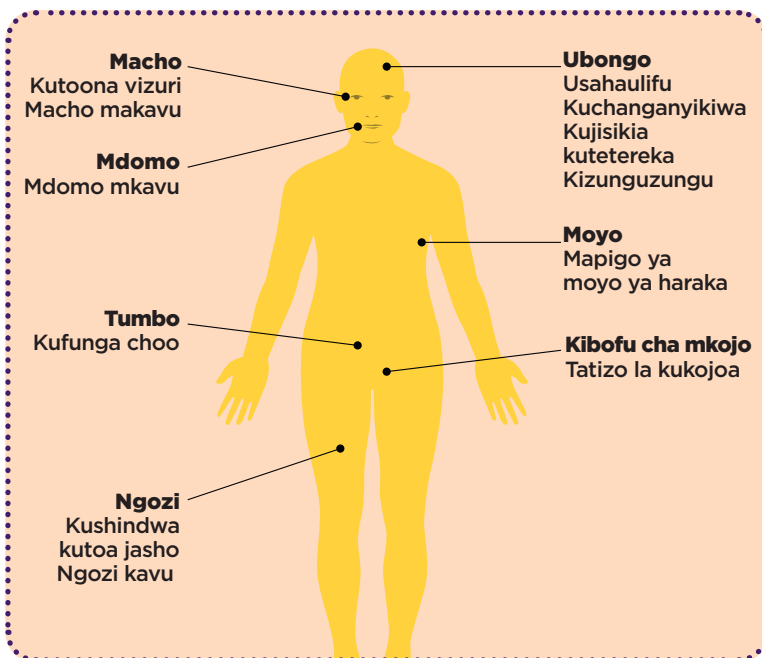 Macho
Kutoona vizuri
Macho makavu
Mdomo
Mdomo mkavu
Tumbo
Kufunga choo
Ngozi
Kushindwa
kutoa jasho
Ngozi kavu
Ubongo
Usahaulifu
Kuchanganyikiwa
Kujisikia
kutetereka
Kizunguzungu
Moyo
Mapigo ya
moyo ya haraka
Kibofu cha mkojo
Tatizo la kukojoa